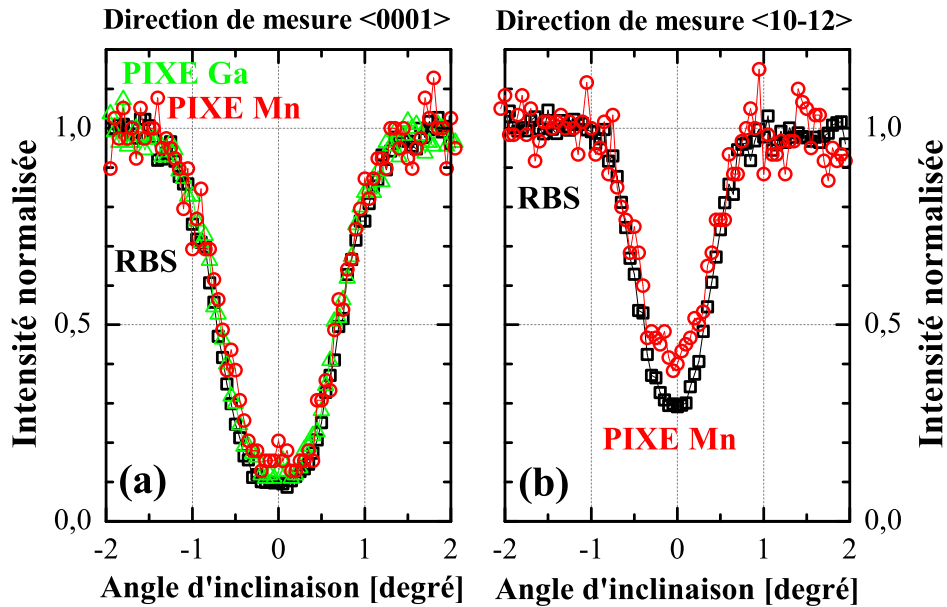 Direction de mesure <0001>
Direction de mesure <10-12>
PIXE Ga
PIXE Mn
RBS
(a)
RBS
PIXE Mn
(b)
Intensité normalisée
Intensité normalisée
1,0
0,5
0,0
1,0
0,5
0,0
-2 -1 0 1 2
-2 -1 0 1 2
Angle d'inclinaison [degré]
Angle d'inclinaison [degré]